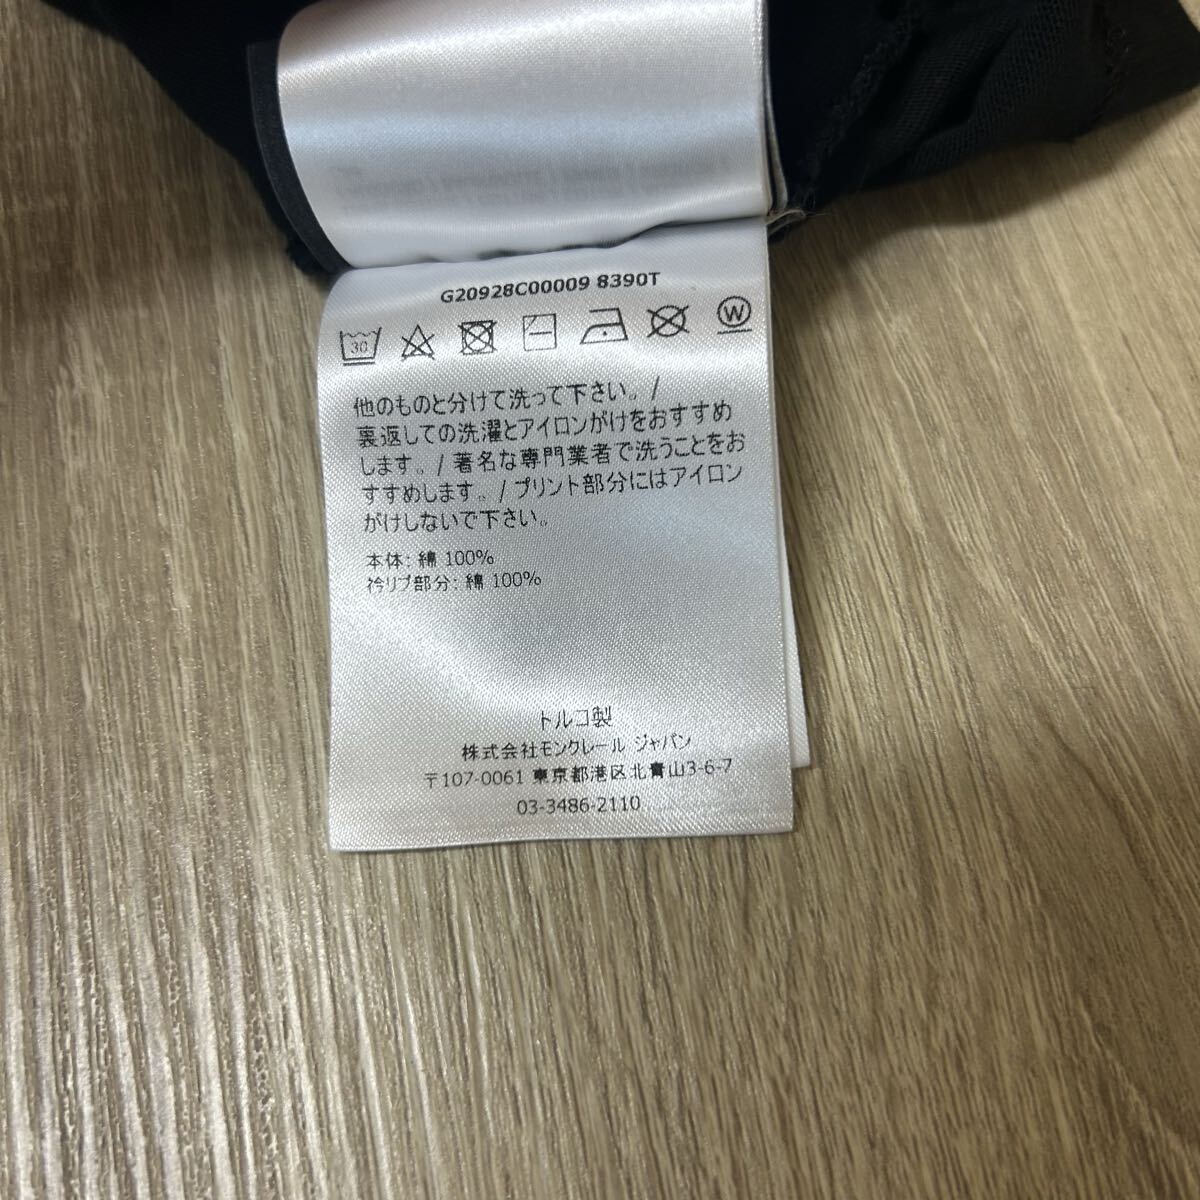 G20928C00009 8390T
30
W
他のものと分けて洗って下さい。/
裏返しての洗濯とアイロンがけをおすすめ
します。/ 著名な専門業者で洗うことをお
すすめします。/ プリント部分にはアイロン
がけしないで下さい。
本体: 綿 100%
衿リブ部分: 綿 100%
トルコ製
株式会社モンクレール ジャパン
〒107-0061 東京都港区北青山3-6-7
03-3486-2110